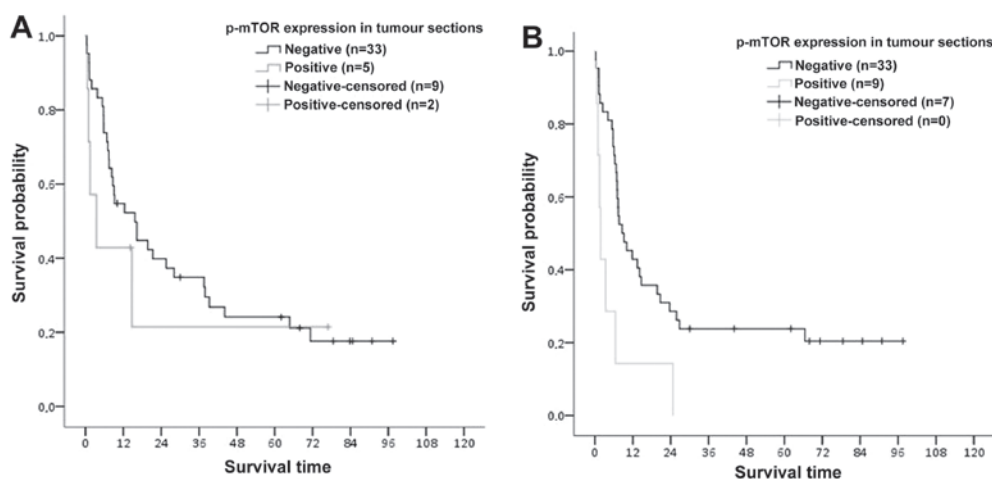 A
p-mTOR expression in tumour sections
Negative (n=33)
Positive (n=5)
Negative-censored (n=9)
Positive-censored (n=2)
Survival probability
1,0
0,8
0,6
0,4
0,2
0,0
0 12 24 36 48 60 72 84 96 108 120
Survival time
B
p-mTOR expression in tumour sections
Negative (n=33)
Positive (n=9)
Negative-censored (n=7)
Positive-censored (n=0)
Survival probability
1,0
0,8
0,6
0,4
0,2
0,0
0 12 24 36 48 60 72 84 96 108 120
Survival time